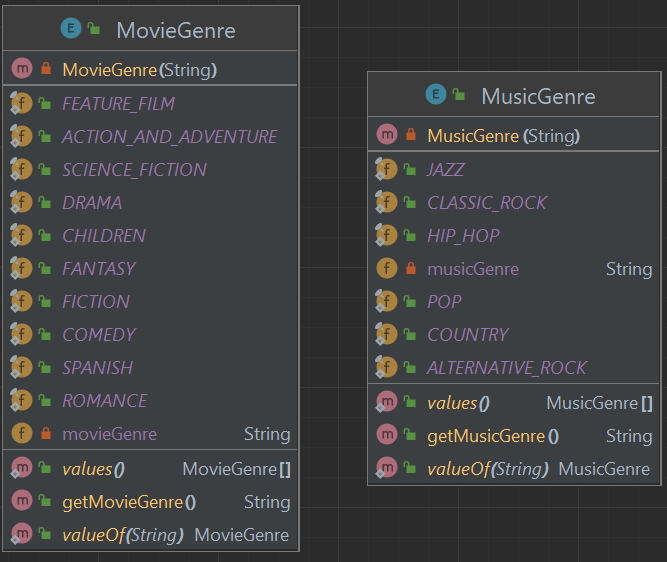 E MovieGenre
m MovieGenre(String)
f FEATURE_FILM
f ACTION_AND_ADVENTURE
f SCIENCE_FICTION
f DRAMA
f CHILDREN
f FANTASY
f FICTION
f COMEDY
f SPANISH
f ROMANCE
f movieGenre String
m values() MovieGenre[]
m getMovieGenre() String
m valueOf(String) MovieGenre
E MusicGenre
m MusicGenre(String)
f JAZZ
f CLASSIC_ROCK
f HIP_HOP
f musicGenre String
f POP
f COUNTRY
f ALTERNATIVE_ROCK
m values() MusicGenre[]
m getMusicGenre() String
m valueOf(String) MusicGenre